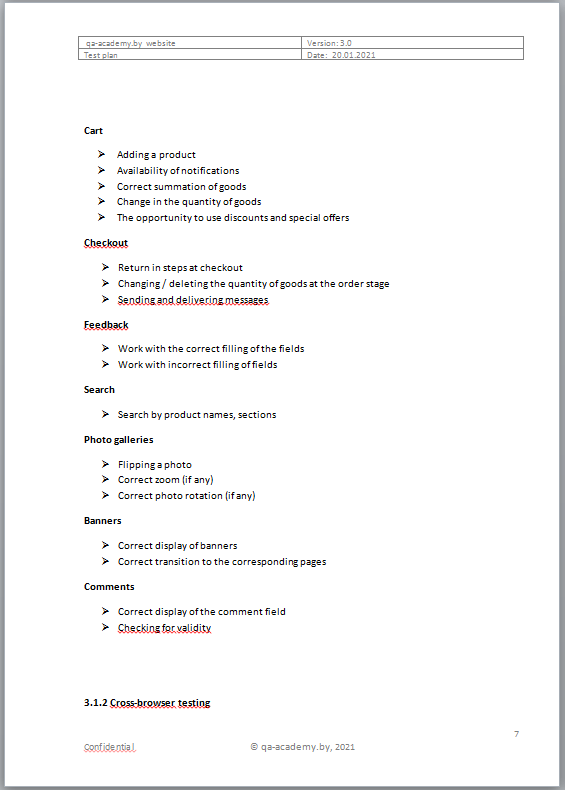 qa-academy.by website Version: 3.0
Test plan Date: 20.01.2021
Cart
➢ Adding a product
➢ Availability of notifications
➢ Correct summation of goods
➢ Change in the quantity of goods
➢ The opportunity to use discounts and special offers
Checkout
➢ Return in steps at checkout
➢ Changing / deleting the quantity of goods at the order stage
➢ Sending and delivering messages
Feedback
➢ Work with the correct filling of the fields
➢ Work with incorrect filling of fields
Search
➢ Search by product names, sections
Photo galleries
➢ Flipping a photo
➢ Correct zoom (if any)
➢ Correct photo rotation (if any)
Banners
➢ Correct display of banners
➢ Correct transition to the corresponding pages
Comments
➢ Correct display of the comment field
➢ Checking for validity
3.1.2 Cross-browser testing
7
Confidential © qa-academy.by, 2021